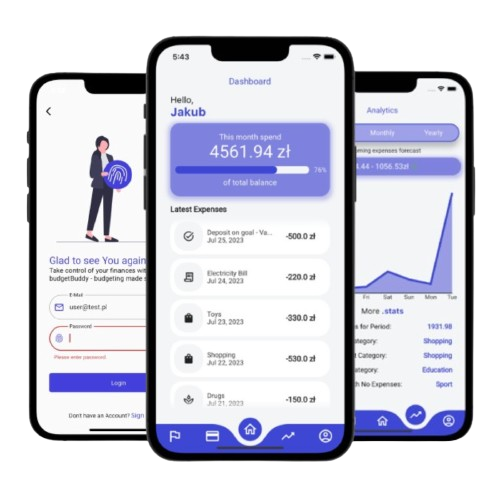 Glad to see You again
Take control of your finances wit
budgetBuddy - budgeting made s
E-Mail
user@test.pl
Password
Please enter password
Login
Don't have an Account? Sign
5:43
Dashboard
Hello,
Jakub
This month spend
4561.94 zł
76%
of total balance
Latest Expenses
Deposit on goal - Va...
Jul 25, 2023
-500.0 zł
Electricity Bill
Jul 24, 2023
-220.0 zł
Toys
Jul 23, 2023
-330.0 zł
Shopping
Jul 22, 2023
-530.0 zł
Drugs
Jul 21, 2023
-150.0 zł
Analytics
Monthly
Yearly
oming expenses forecast
.44 - 1056.53zł
Fri Sat Sun Mon Tue
More .stats
s for Period: 1931.98
ategory: Shopping
t Category: Shopping
ategory: Education
h No Expenses: Sport